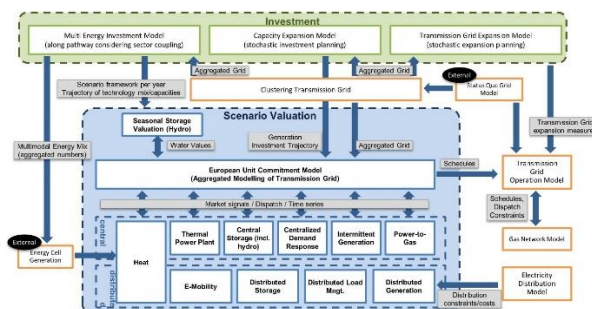 Investment
Multi Energy Investment Model
(along pathway considering sector coupling)
Capacity Expansion Model
(stochastic investment planning)
Transmission Grid Expansion Model
(stochastic expansion planning)
Aggregated Grid
Aggregated Grid
External
Scenario framework per year
Trajectory of technology mix/capacities
Clustering Transmission Grid
Status Quo Grid
Model
Scenario Valuation
Seasonal Storage
Valuation (Hydro)
Transmission Grid
expansion measure
Multimodal Energy Mix
(aggregated numbers)
Water Values
Generation
Investment Trajectory
Aggregated Grid
European Unit Commitment Model
(Aggregated Modelling of Transmission Grid)
Schedules
Transmission
Grid
Operation Model
Market signals / Dispatch / Time series
Schedules,
Dispatch
Constraints
central
Heat
Thermal
Power Plant
Central
Storage (incl.
hydro)
Centralized
Demand
Response
Intermittent
Generation
Power-to-
Gas
External
Energy Cell
Generation
Gas Network Model
distribute
d
E-Mobility
Distributed
Storage
Distributed Load
Mngt.
Distributed
Generation
Electricity
Distribution
Model
Distribution
constraints/costs